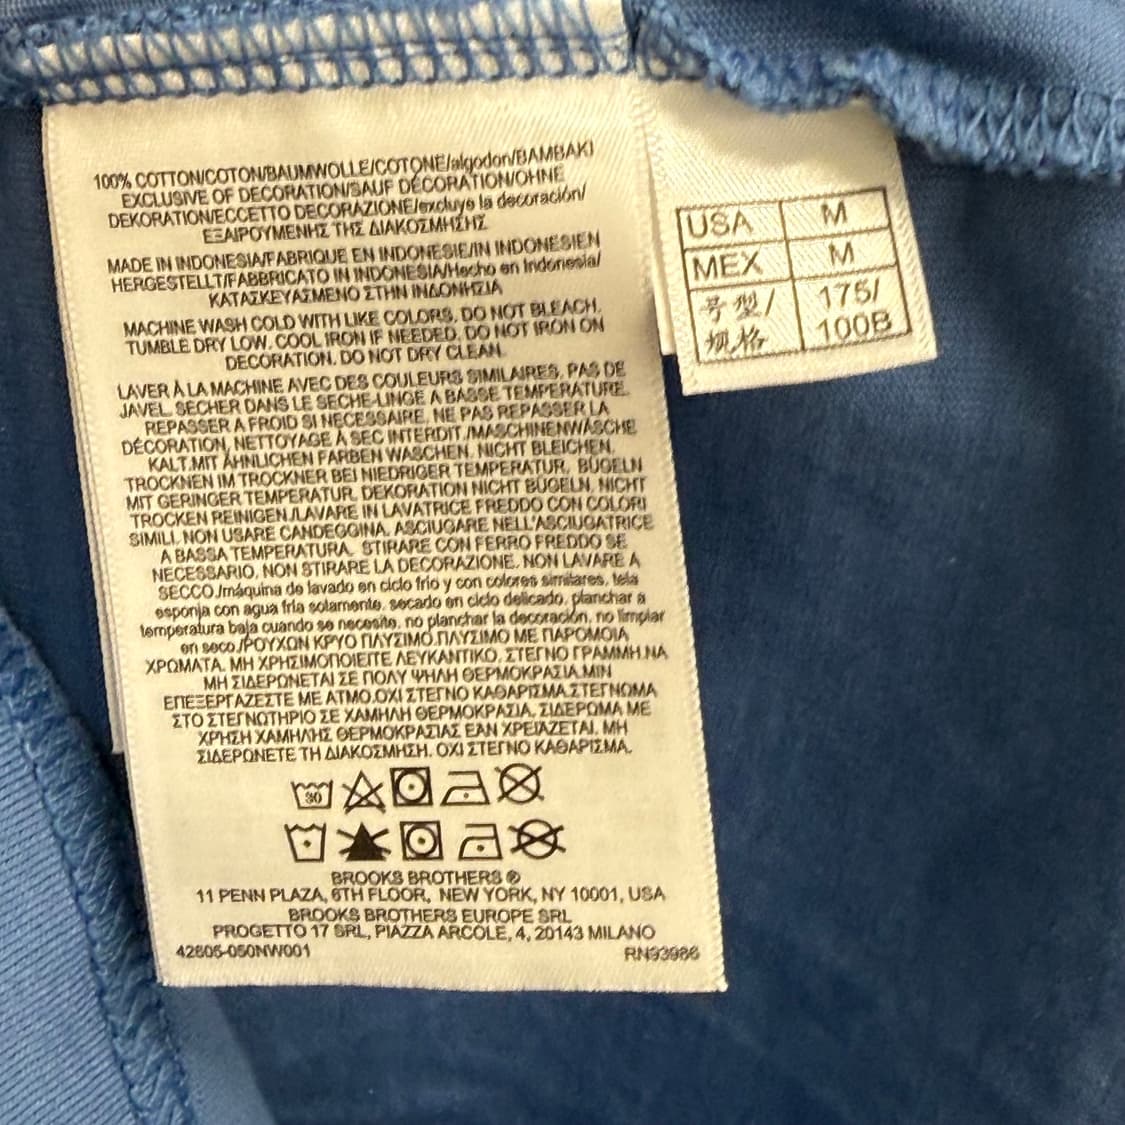 100% COTTON/COTON/BAUMWOLLE/COTONE/algodon/BAMBAKI
EXCLUSIVE OF DECORATION/SAUF DÉCORATION/OHNE
DEKORATION/ECCETTO DECORAZIONE/excluye la decoración/
ΕΞΑΙΡΟΥΜΕΝΗΣ ΤΗΣ ΔΙΑΚΟΣΜΗΣΗΣ
MADE IN INDONESIA/FABRIQUE EN INDONESIE/IN INDONESIEN
HERGESTELLT/FABBRICATO IN INDONESIA/Hecho en Indonesia/
ΚΑΤΑΣΚΕΥΑΣΜΕΝΟ ΣΤΗΝ ΙΝΔΟΝΗΣΙΑ
MACHINE WASH COLD WITH LIKE COLORS. DO NOT BLEACH.
TUMBLE DRY LOW. COOL IRON IF NEEDED. DO NOT IRON ON
DECORATION. DO NOT DRY CLEAN.
LAVER À LA MACHINE AVEC DES COULEURS SIMILAIRES. PAS DE
JAVEL. SECHER DANS LE SECHE-LINGE A BASSE TEMPERATURE.
REPASSER A FROID SI NECESSAIRE. NE PAS REPASSER LA
DÉCORATION, NETTOYAGE À SEC INTERDIT./MASCHINENWÄSCHE
KALT.MIT ÄHNLICHEN FARBEN WASCHEN. NICHT BLEICHEN.
TROCKNEN IM TROCKNER BEI NIEDRIGER TEMPERATUR. BÜGELN
MIT GERINGER TEMPERATUR. DEKORATION NICHT BÜGELN. NICHT
TROCKEN REINIGEN./LAVARE IN LAVATRICE FREDDO CON COLORI
SIMILI. NON USARE CANDEGGINA. ASCIUGARE NELL'ASCIUGATRICE
A BASSA TEMPERATURA. STIRARE CON FERRO FREDDO SE
NECESSARIO. NON STIRARE LA DECORAZIONE. NON LAVARE A
SECCO./máquina de lavado en ciclo frío y con colores similares. tela
esponja con agua fría solamente. secado en ciclo delicado. planchar a
temperatura baja cuando se necesite. no planchar la decoración. no limpiar
en seco./ΡΟΥΧΩΝ ΚΡΥΟ ΠΛΥΣΙΜΟ.ΠΛΥΣΙΜΟ ΜΕ ΠΑΡΟΜΟΙΑ
ΧΡΩΜΑΤΑ. ΜΗ ΧΡΗΣΙΜΟΠΟΙΕΙΤΕ ΛΕΥΚΑΝΤΙΚΟ. ΣΤΕΓΝΟ ΓΡΑΜΜΗ.ΝΑ
ΜΗ ΣΙΔΕΡΩΝΕΤΑΙ ΣΕ ΠΟΛΥ ΨΗΛΗ ΘΕΡΜΟΚΡΑΣΙΑ.ΜΙΝ
ΕΠΕΞΕΡΓΑΖΕΣΤΕ ΜΕ ΑΤΜΟ.ΟΧΙ ΣΤΕΓΝΟ ΚΑΘΑΡΙΣΜΑ.ΣΤΕΓΝΩΜΑ
ΣΤΟ ΣΤΕΓΝΩΤΗΡΙΟ ΣΕ ΧΑΜΗΛΗ ΘΕΡΜΟΚΡΑΣΙΑ. ΣΙΔΕΡΩΜΑ ΜΕ
ΧΡΗΣΗ ΧΑΜΗΛΗΣ ΘΕΡΜΟΚΡΑΣΙΑΣ ΕΑΝ ΧΡΕΙΑΖΕΤΑΙ. ΜΗ
ΣΙΔΕΡΩΝΕΤΕ ΤΗ ΔΙΑΚΟΣΜΗΣΗ. ΟΧΙ ΣΤΕΓΝΟ ΚΑΘΑΡΙΣΜΑ.
30
BROOKS BROTHERS ®
11 PENN PLAZA, 6TH FLOOR, NEW YORK, NY 10001, USA
BROOKS BROTHERS EUROPE SRL
PROGETTO 17 SRL, PIAZZA ARCOLE, 4, 20143 MILANO
42805-050NW001 RN93986
USA M
MEX M
号型/ 175/
规格 100B